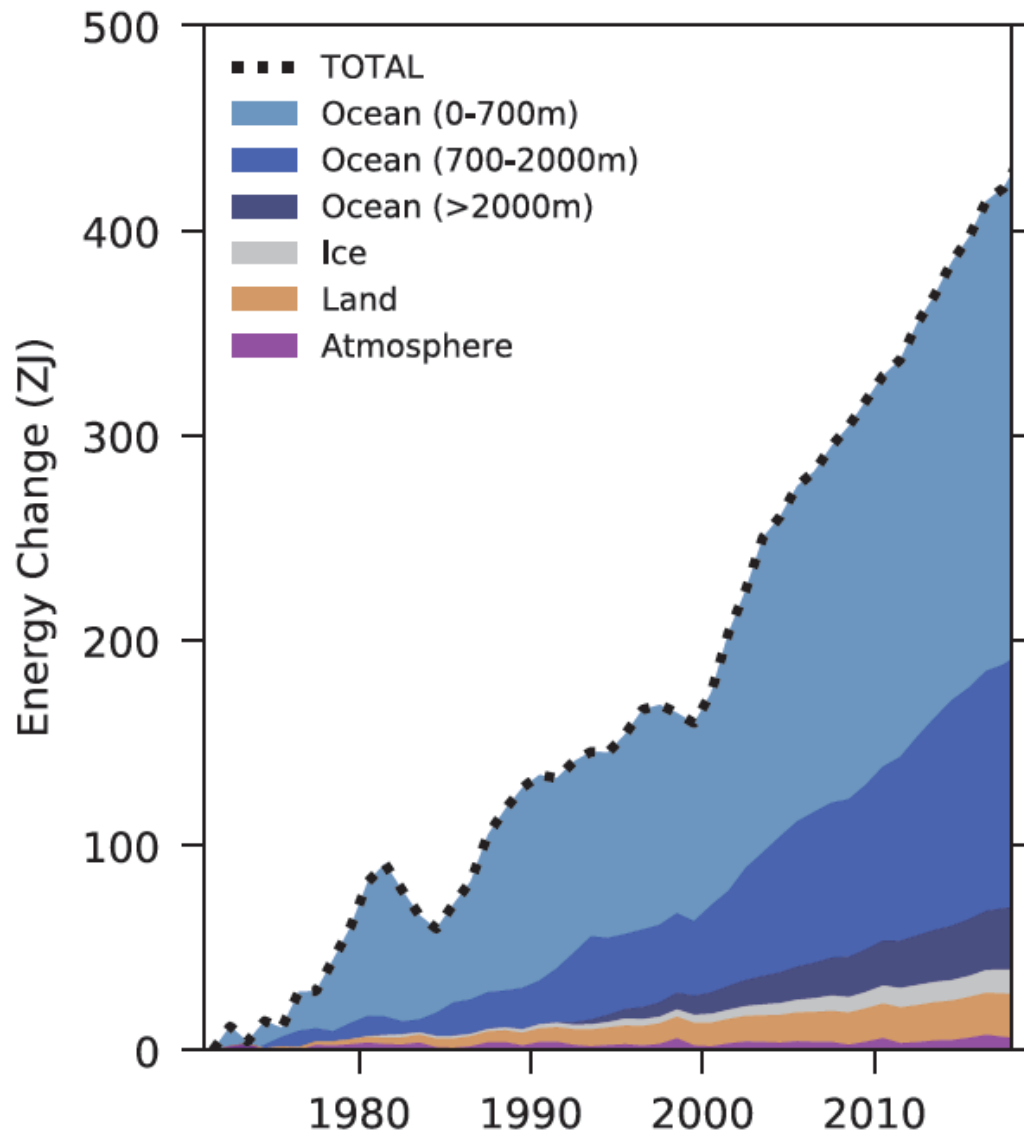 500
TOTAL
Ocean (0-700m)
Ocean (700-2000m)
Ocean (>2000m)
Ice
Land
Atmosphere
400
300
200
100
0
Energy Change (ZJ)
1980 1990 2000 2010